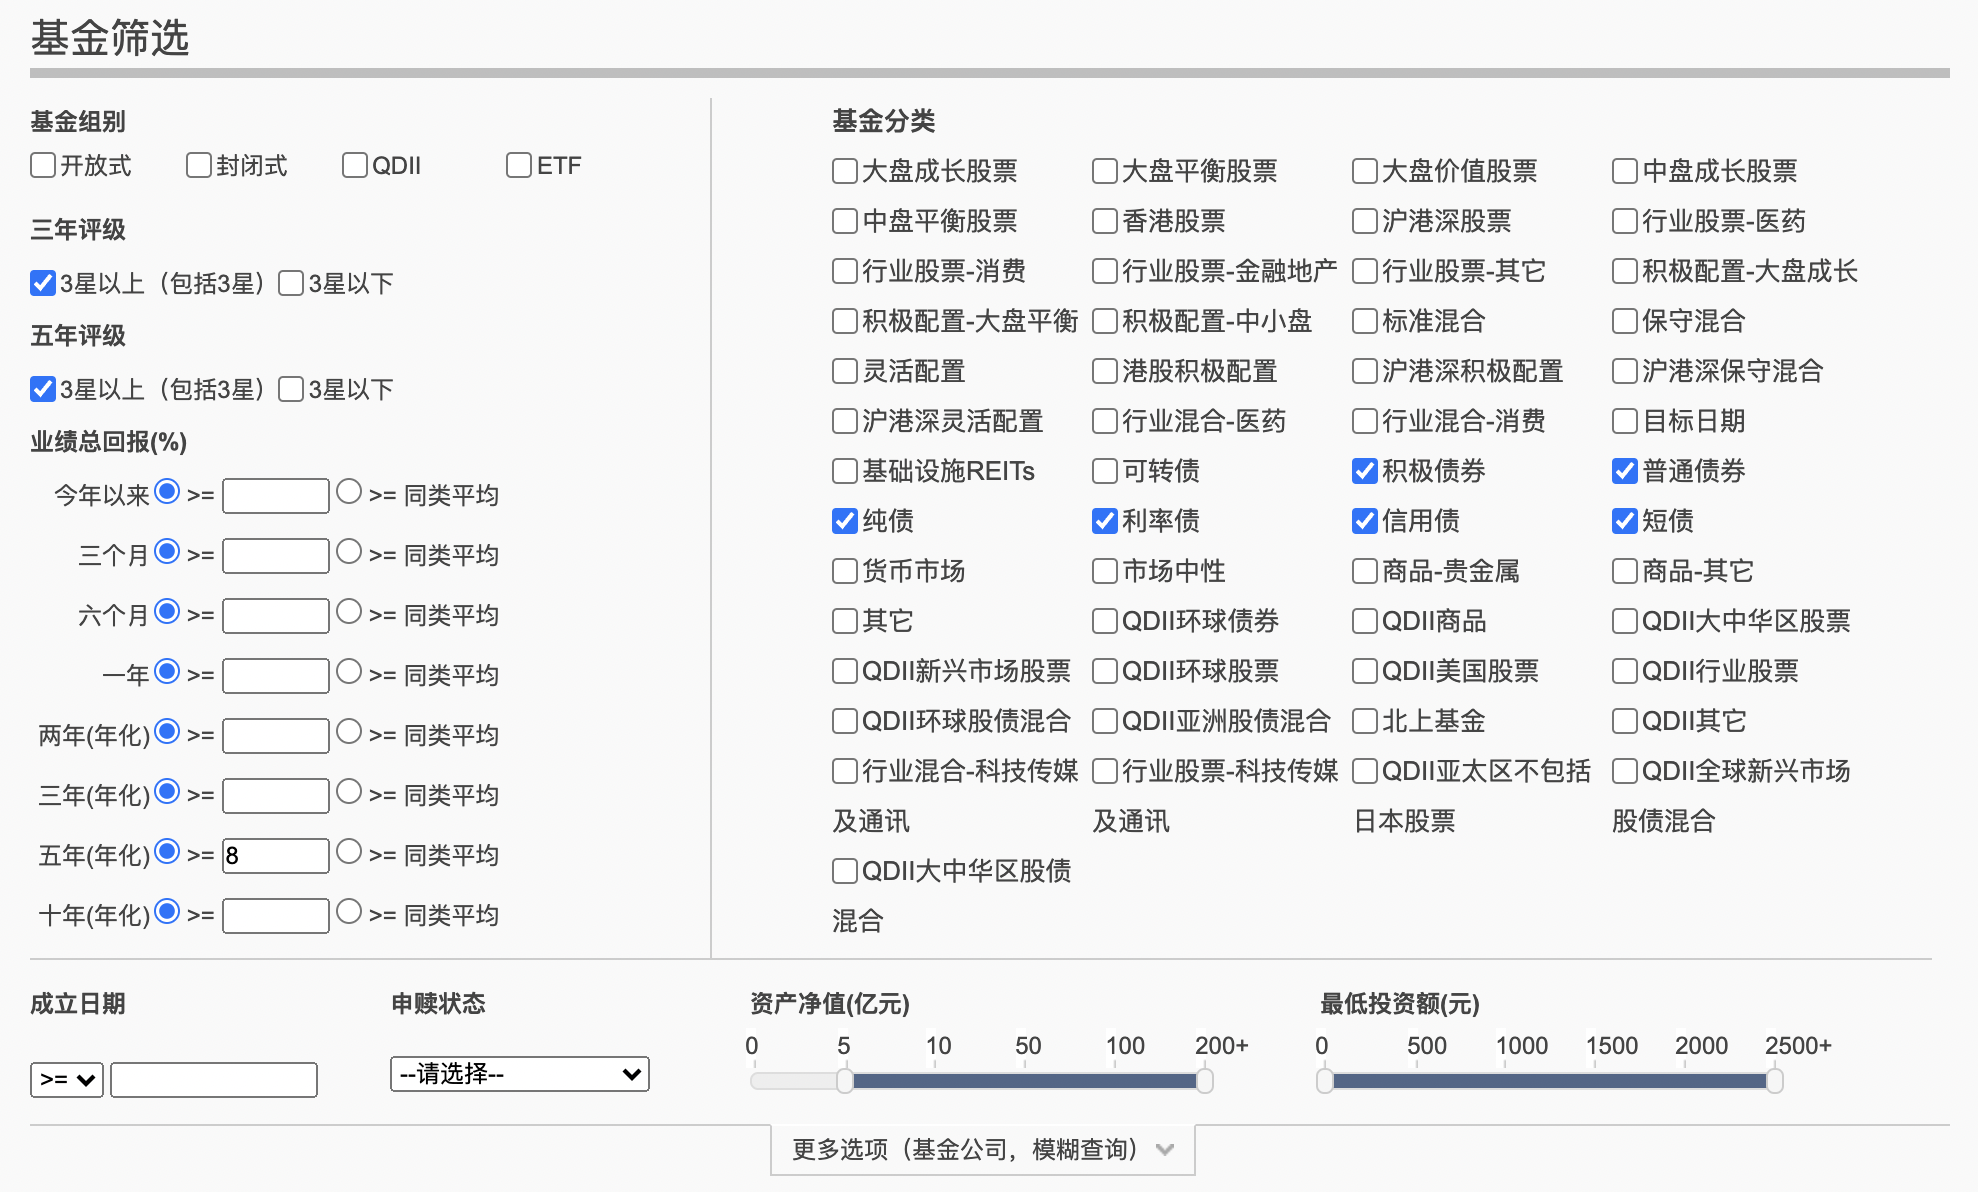 基金筛选
基金组别
开放式 封闭式 QDII ETF
三年评级
3星以上（包括3星） 3星以下
五年评级
3星以上（包括3星） 3星以下
业绩总回报(%)
今年以来 >= >= 同类平均
三个月 >= >= 同类平均
六个月 >= >= 同类平均
一年 >= >= 同类平均
两年(年化) >= >= 同类平均
三年(年化) >= >= 同类平均
五年(年化) >= 8 >= 同类平均
十年(年化) >= >= 同类平均
基金分类
大盘成长股票 大盘平衡股票 大盘价值股票 中盘成长股票
中盘平衡股票 香港股票 沪港深股票 行业股票-医药
行业股票-消费 行业股票-金融地产 行业股票-其它 积极配置-大盘成长
积极配置-大盘平衡 积极配置-中小盘 标准混合 保守混合
灵活配置 港股积极配置 沪港深积极配置 沪港深保守混合
沪港深灵活配置 行业混合-医药 行业混合-消费 目标日期
基础设施REITs 可转债 积极债券 普通债券
纯债 利率债 信用债 短债
货币市场 市场中性 商品-贵金属 商品-其它
其它 QDII环球债券 QDII商品 QDII大中华区股票
QDII新兴市场股票 QDII环球股票 QDII美国股票 QDII行业股票
QDII环球股债混合 QDII亚洲股债混合 北上基金 QDII其它
行业混合-科技传媒 行业股票-科技传媒 QDII亚太区不包括 QDII全球新兴市场
及通讯 及通讯 日本股票 股债混合
QDII大中华区股债
混合
成立日期 申赎状态 资产净值(亿元) 最低投资额(元)
0 5 10 50 100 200+ 0 500 1000 1500 2000 2500+
>= --请选择--
更多选项（基金公司，模糊查询）